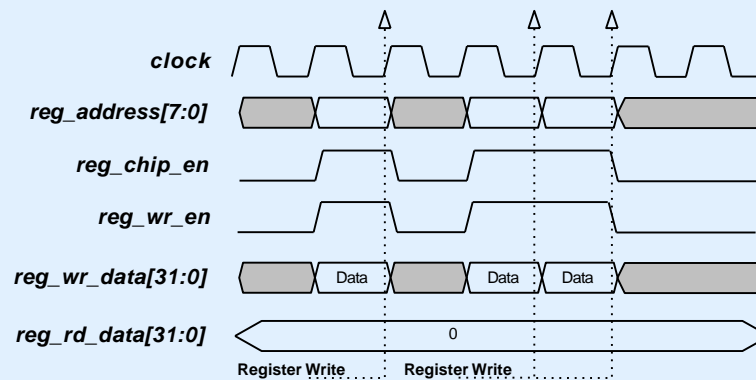 clock
reg_address[7:0]
reg_chip_en
reg_wr_en
reg_wr_data[31:0] Data Data Data
reg_rd_data[31:0] 0
Register Write Register Write